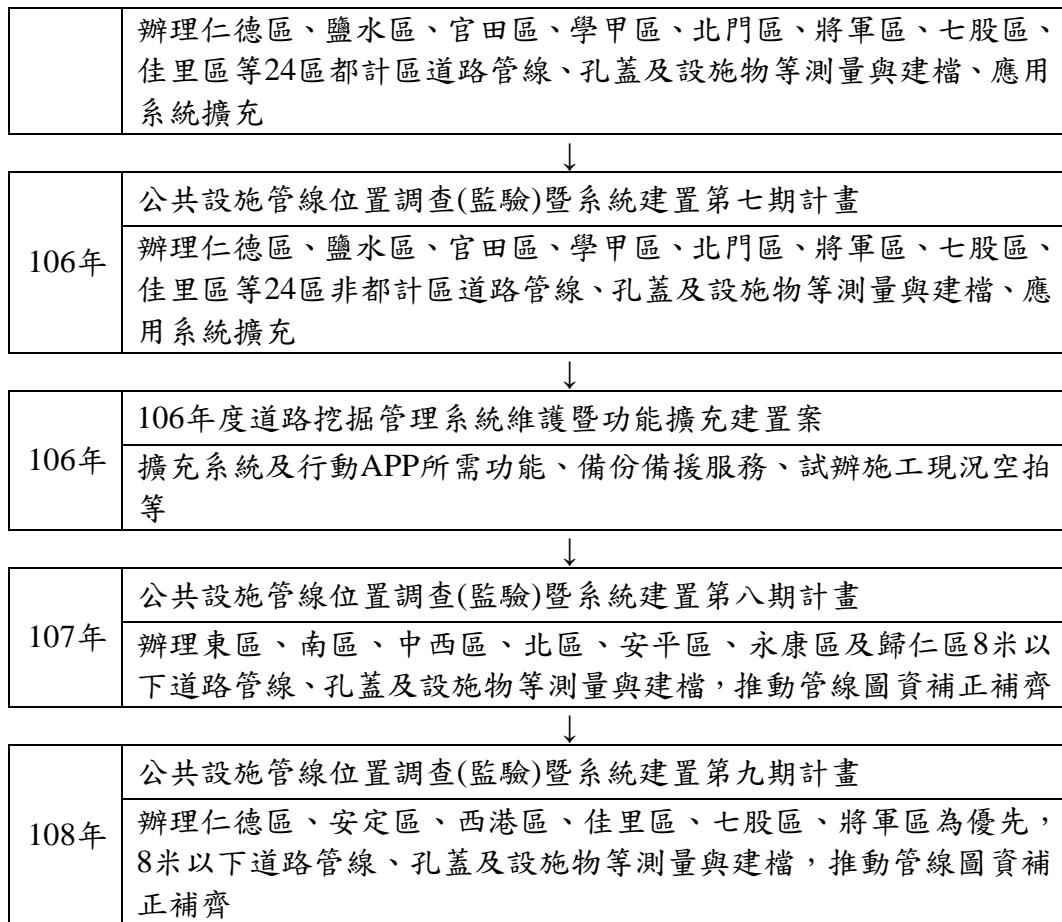 辦理仁德區、鹽水區、官田區、學甲區、北門區、將軍區、七股區、
佳里區等24區都計區道路管線、孔蓋及設施物等測量與建檔、應用
系統擴充
↓
公共設施管線位置調查(監驗)暨系統建置第七期計畫
106年
辦理仁德區、鹽水區、官田區、學甲區、北門區、將軍區、七股區、
佳里區等24區非都計區道路管線、孔蓋及設施物等測量與建檔、應
用系統擴充
↓
106年度道路挖掘管理系統維護暨功能擴充建置案
106年
擴充系統及行動APP所需功能、備份備援服務、試辦施工現況空拍
等
↓
公共設施管線位置調查(監驗)暨系統建置第八期計畫
107年
辦理東區、南區、中西區、北區、安平區、永康區及歸仁區8米以
下道路管線、孔蓋及設施物等測量與建檔，推動管線圖資補正補齊
↓
公共設施管線位置調查(監驗)暨系統建置第九期計畫
108年
辦理仁德區、安定區、西港區、佳里區、七股區、將軍區為優先，
8米以下道路管線、孔蓋及設施物等測量與建檔，推動管線圖資補
正補齊